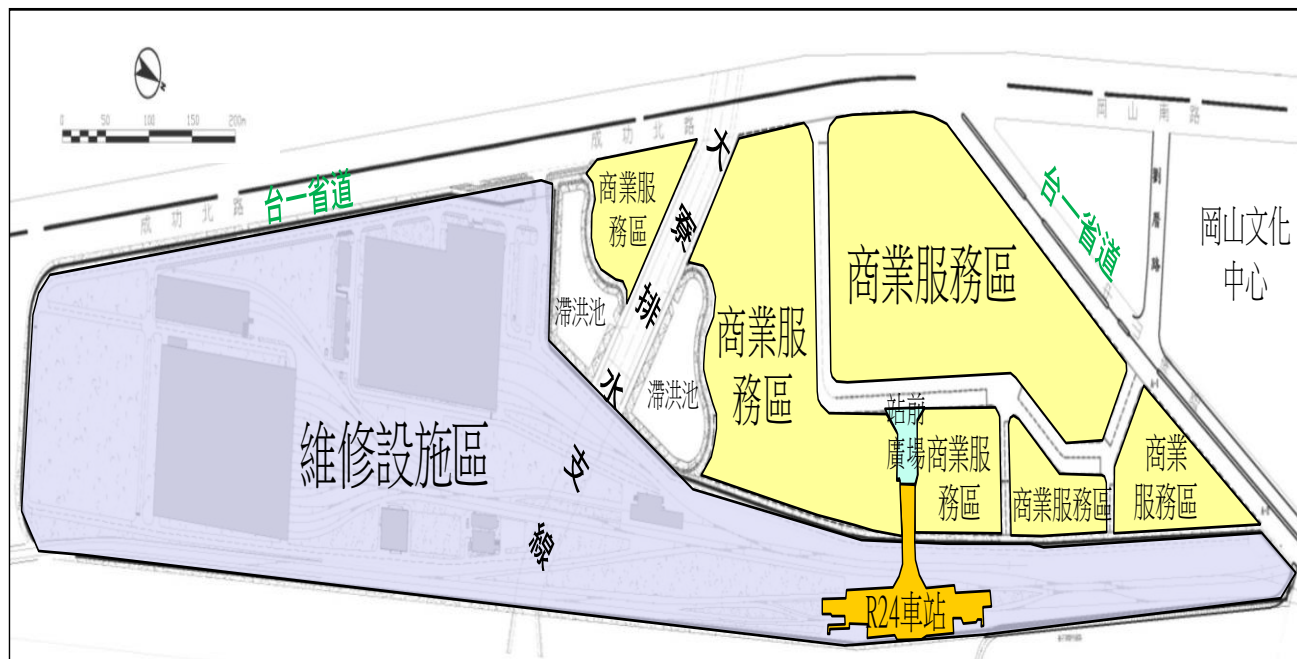 N
0 50 100 150 200m
岡山南路
成功北路
台一省道
成功北路
大寮排水支線
商業服
務區
滯洪池
滯洪池
商業服
務區
商業服務區
台一省道
劉厝路
岡山文化
中心
維修設施區
站前
廣場
商業服
務區
商業服務區
商業
服務區
R24車站